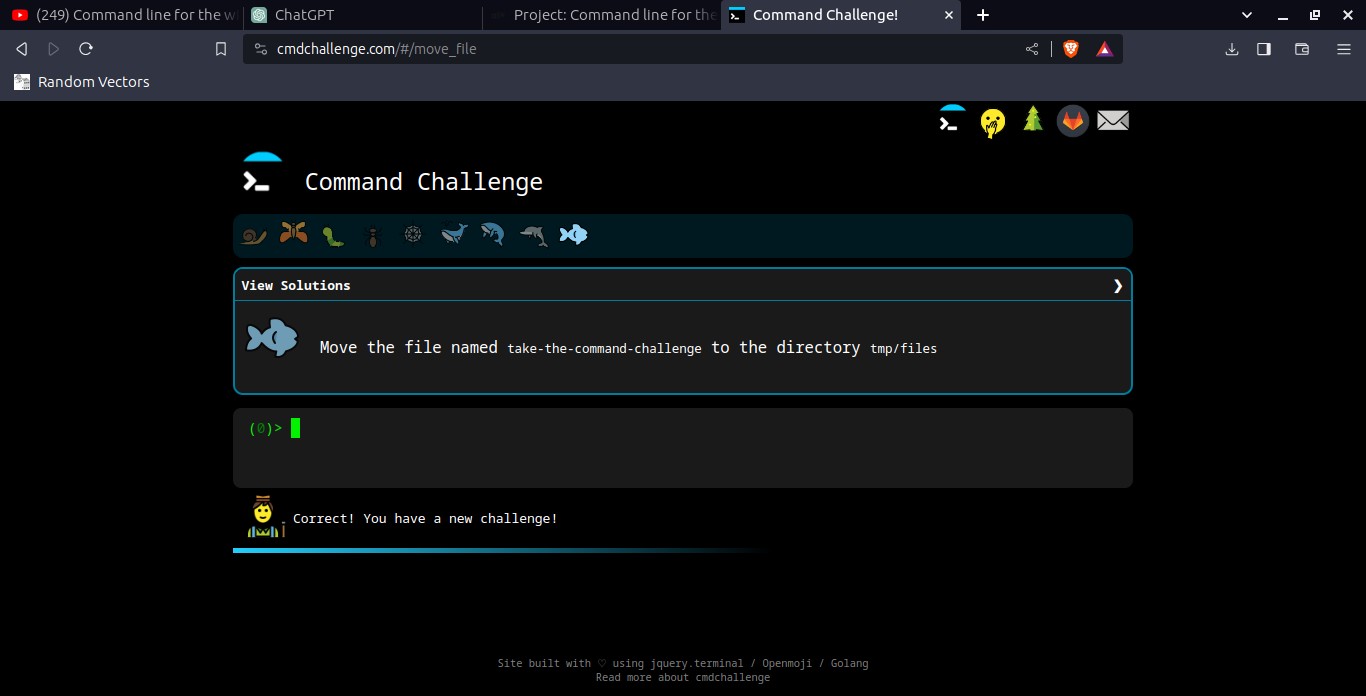 (249) Command line for the w
ChatGPT
Project: Command line for the
Command Challenge!
cmdchallenge.com/#/move_file
Random Vectors
Command Challenge
View Solutions
Move the file named take-the-command-challenge to the directory tmp/files
(0)>
Correct! You have a new challenge!
Site built with ♡ using jquery.terminal / Openmoji / Golang
Read more about cmdchallenge